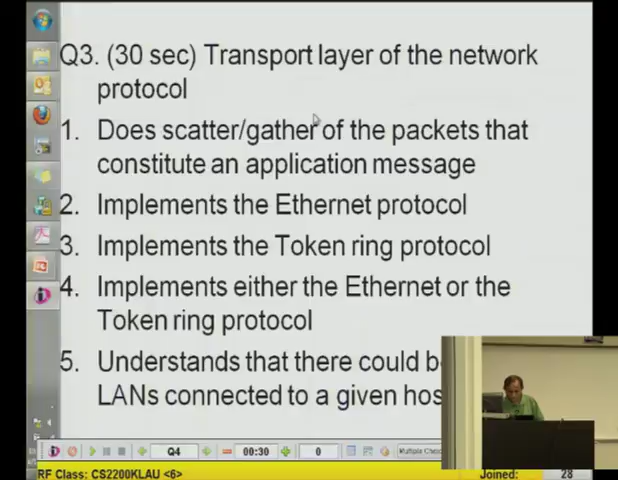 Q3. (30 sec) Transport layer of the network
protocol
1. Does scatter/gather of the packets that
constitute an application message
2. Implements the Ethernet protocol
3. Implements the Token ring protocol
4. Implements either the Ethernet or the
Token ring protocol
5. Understands that there could
LANs connected to a given
Q4 00:30 0
RF Class: CS2200KLAU <6> Joined: 28